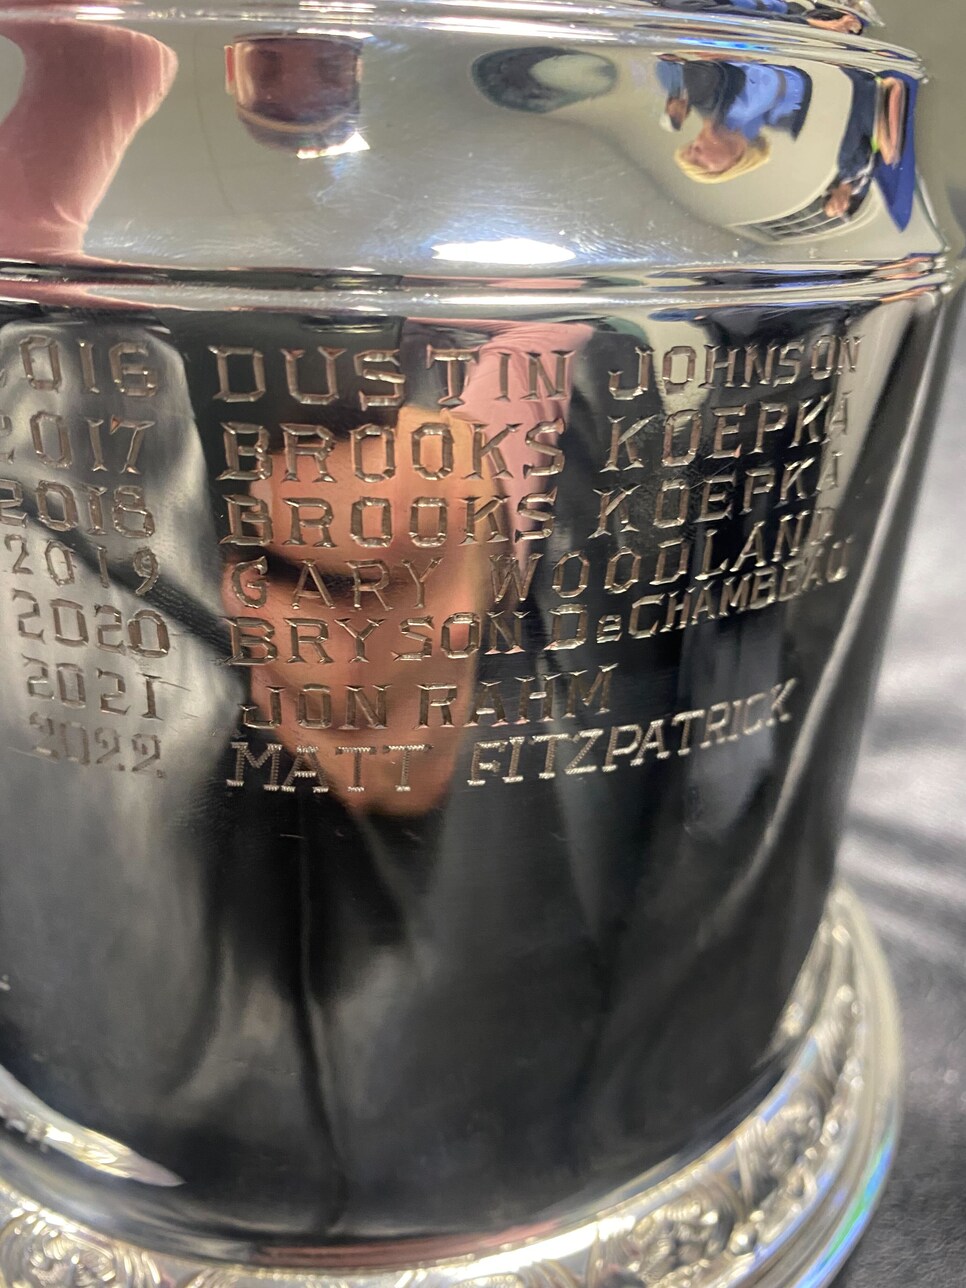 2016 DUSTIN JOHNSON
2017 BROOKS KOEPKA
2018 BROOKS KOEPKA
2019 GARY WOODLAND
2020 BRYSON DeCHAMBEAU
2021 JON RAHM
2022 MATT FITZPATRICK